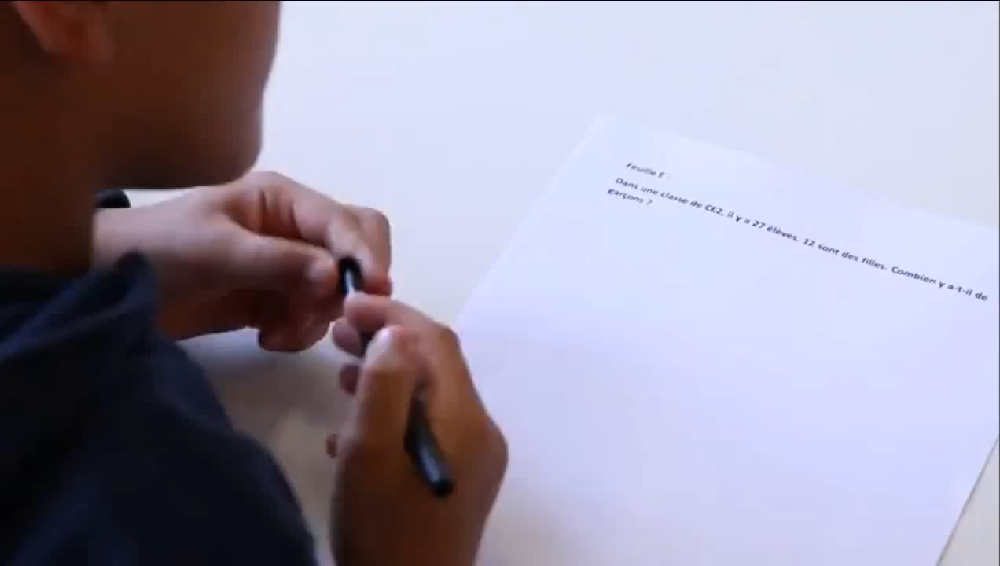 Feuille E :
Dans une classe de CE2, il y a 27 élèves. 12 sont des filles. Combien y a-t-il de
garçons ?